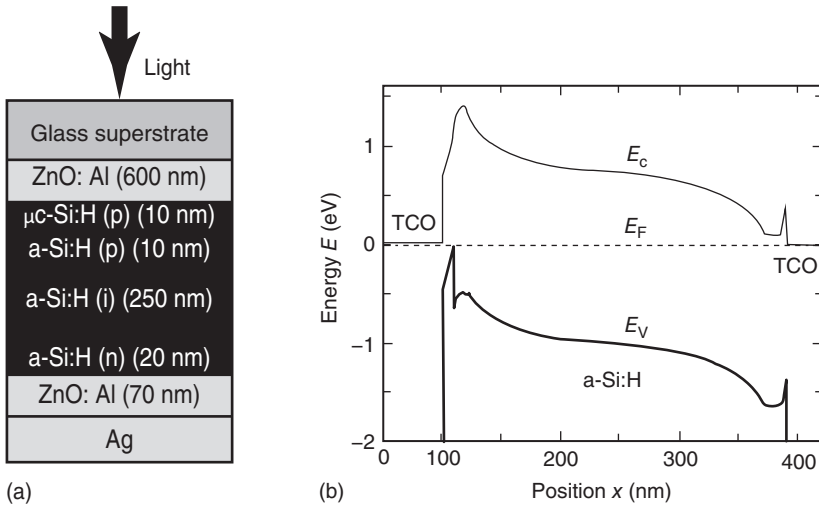 Light
Glass superstrate
ZnO: Al (600 nm)
μc-Si:H (p) (10 nm)
a-Si:H (p) (10 nm)
a-Si:H (i) (250 nm)
a-Si:H (n) (20 nm)
ZnO: Al (70 nm)
Ag
(a)
Energy E (eV)
1
0
−1
−2
TCO
E_c
E_F
TCO
E_V
a-Si:H
0
100
200
300
400
Position x (nm)
(b)